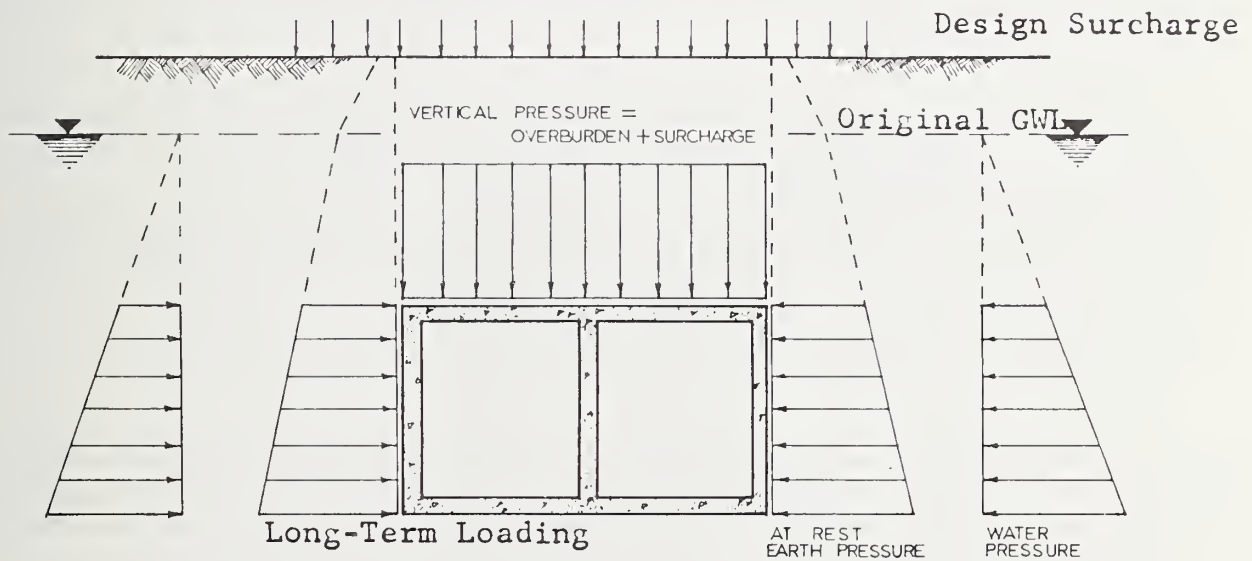 Design Surcharge
VERTICAL PRESSURE =
OVERBURDEN + SURCHARGE
Original GWL
Long-Term Loading
AT REST
EARTH PRESSURE
WATER
PRESSURE